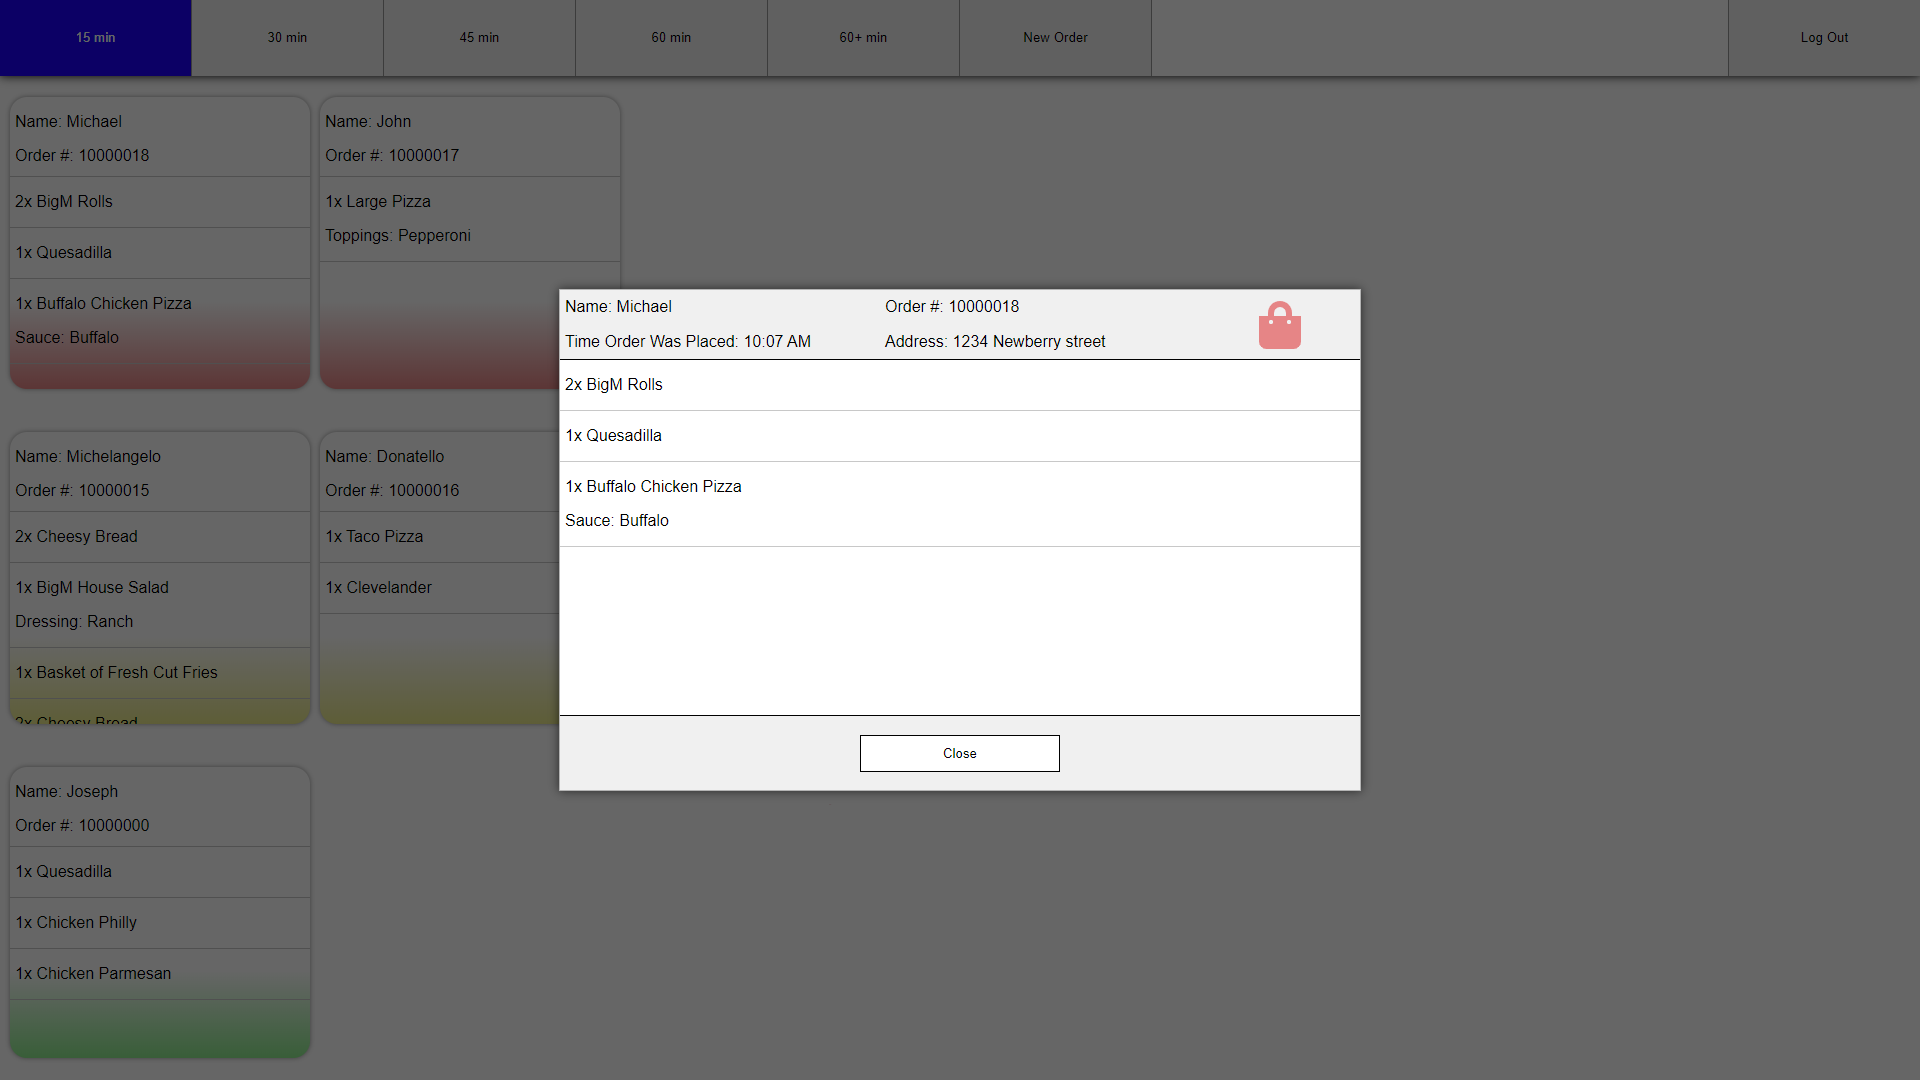 15 min
30 min
45 min
60 min
60+ min
New Order
Log Out
Name: Michael
Order #: 10000018
2x BigM Rolls
1x Quesadilla
1x Buffalo Chicken Pizza
Sauce: Buffalo
Name: John
Order #: 10000017
1x Large Pizza
Toppings: Pepperoni
Name: Michelangelo
Order #: 10000015
2x Cheesy Bread
1x BigM House Salad
Dressing: Ranch
1x Basket of Fresh Cut Fries
2x Cheesy Bread
Name: Donatello
Order #: 10000016
1x Taco Pizza
1x Clevelander
Name: Joseph
Order #: 10000000
1x Quesadilla
1x Chicken Philly
1x Chicken Parmesan
Name: Michael
Order #: 10000018
Time Order Was Placed: 10:07 AM
Address: 1234 Newberry street
2x BigM Rolls
1x Quesadilla
1x Buffalo Chicken Pizza
Sauce: Buffalo
Close